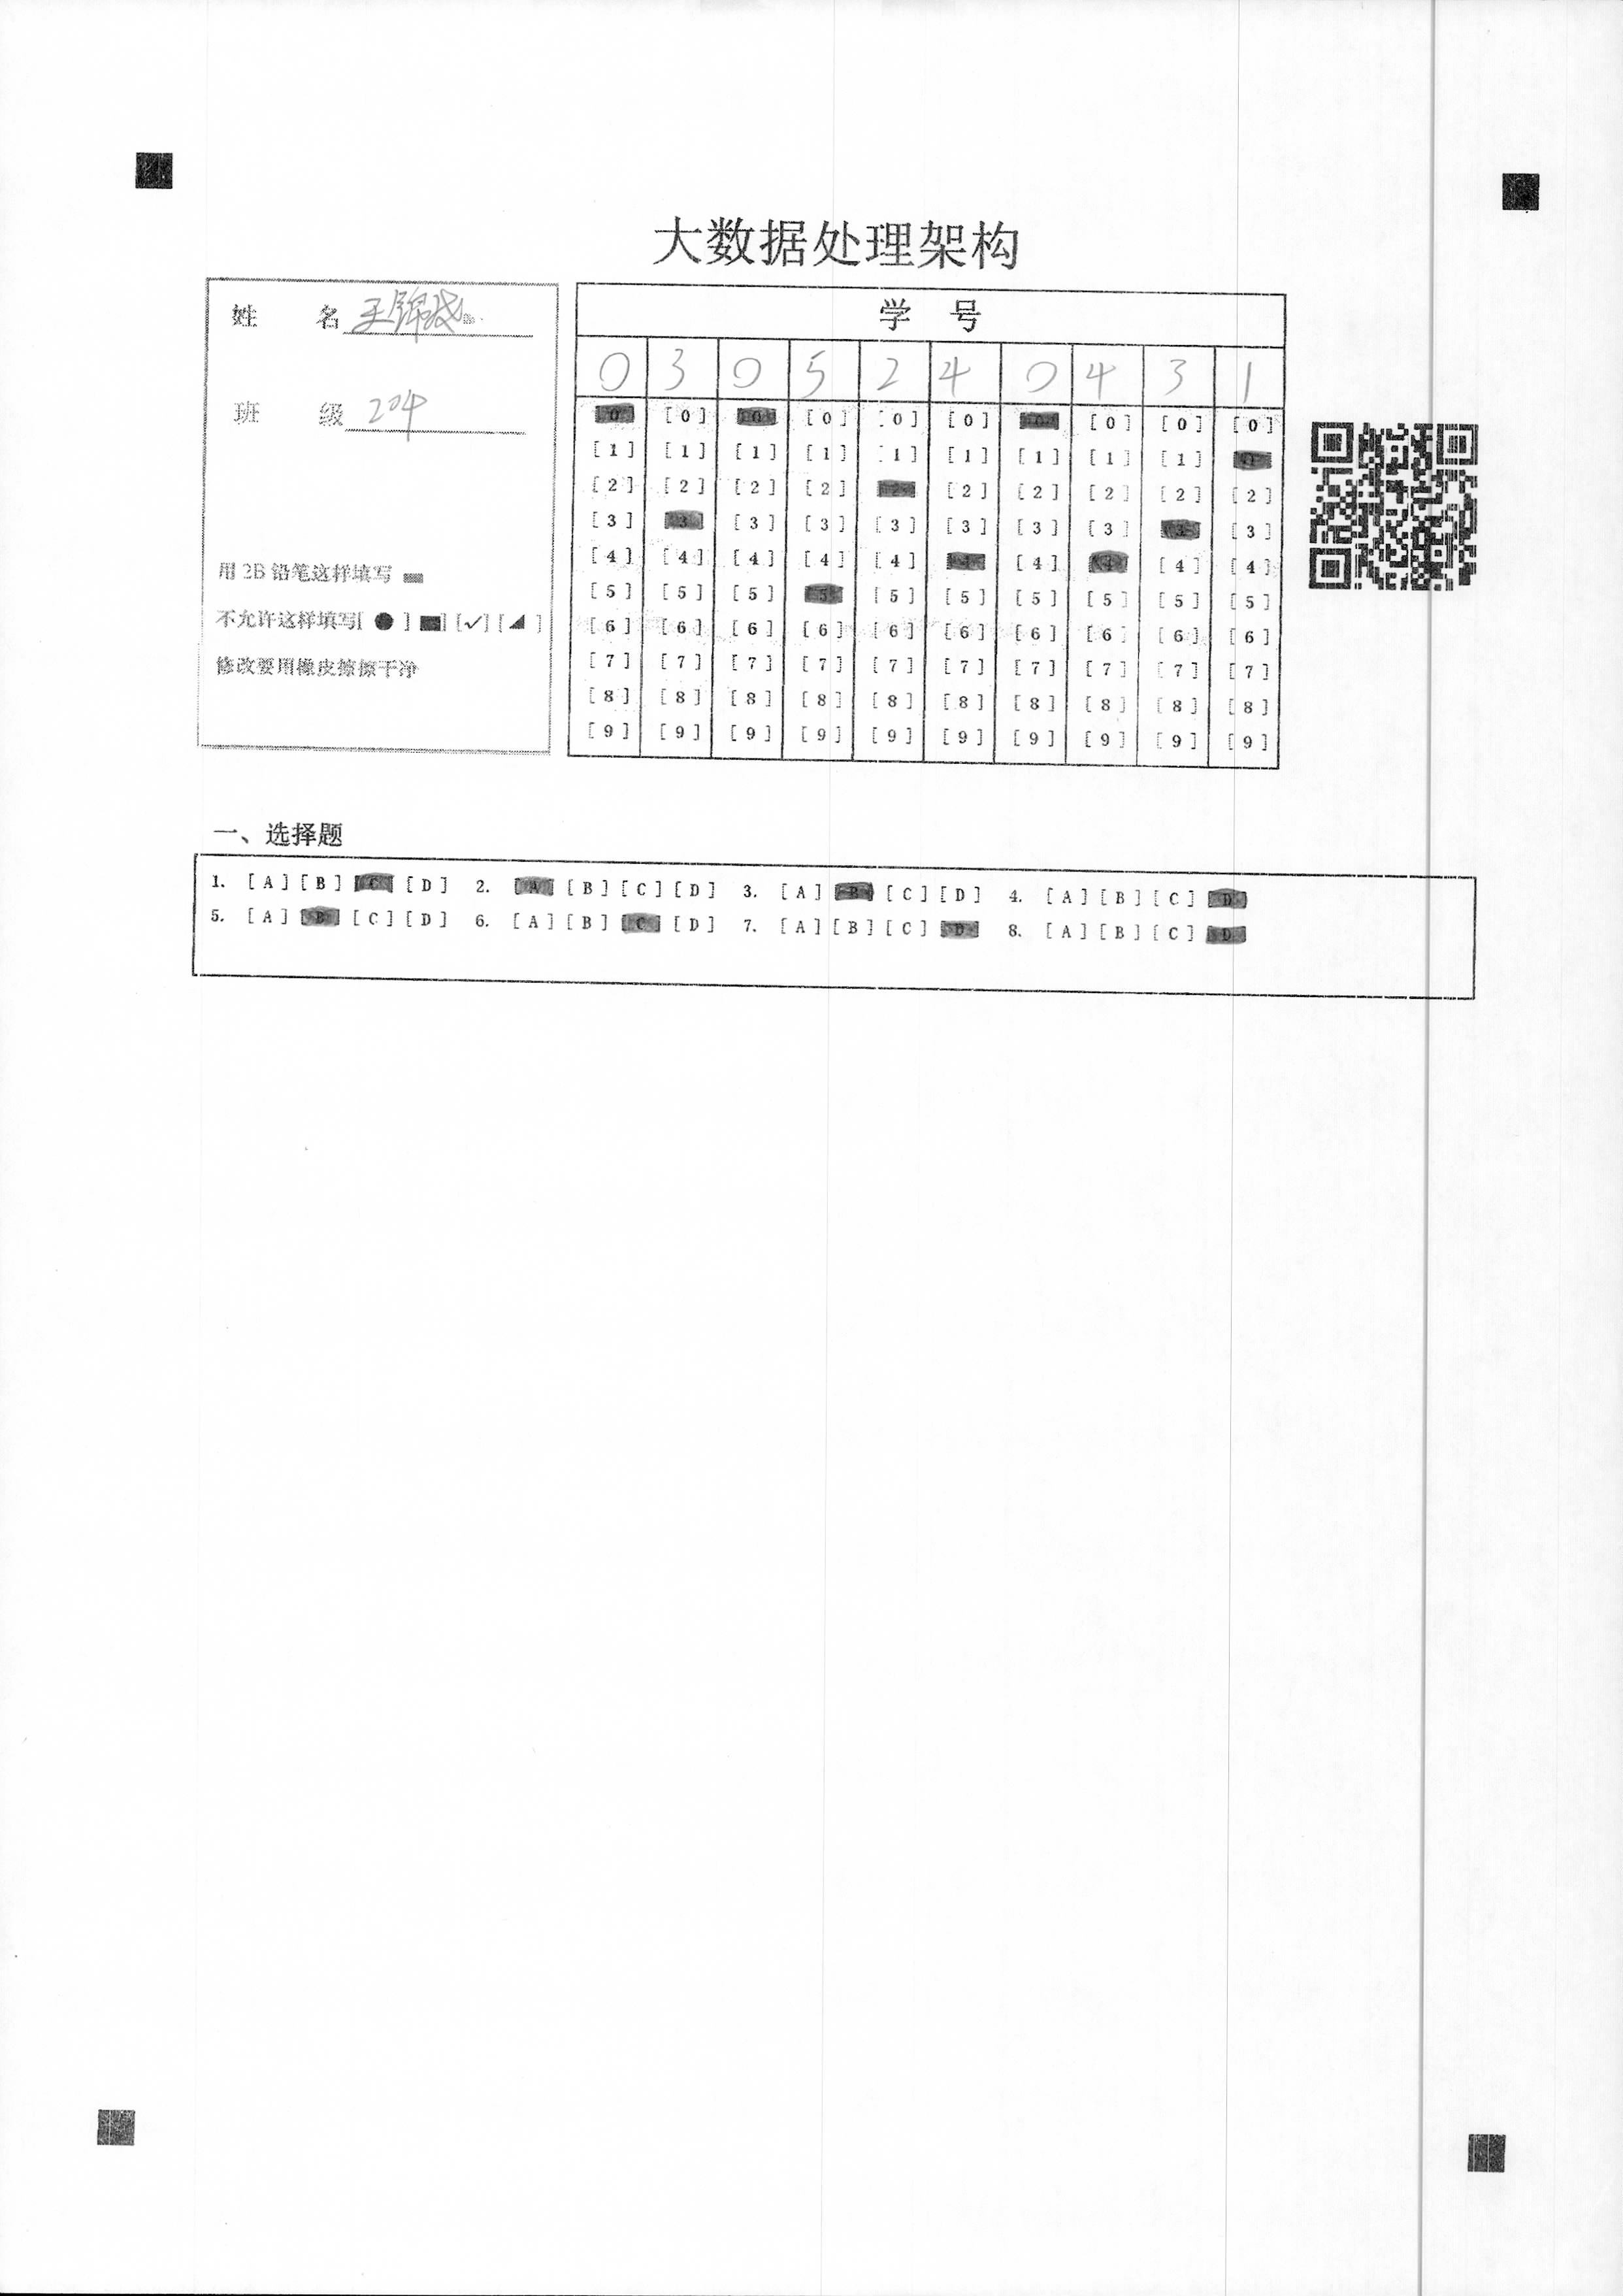 大数据处理架构
姓 名 王锦
班 级 204
用 2B 铅笔这样填写
不允许这样填写[ ● ] [■] [✓] [◢ ]
修改要用橡皮擦擦干净
学 号
0 3 0 5 2 4 0 4 3 1
[0] [0] [0] [0] [0] [0] [0] [0] [0] [0]
[1] [1] [1] [1] [1] [1] [1] [1] [1] [1]
[2] [2] [2] [2] [2] [2] [2] [2] [2] [2]
[3] [3] [3] [3] [3] [3] [3] [3] [3] [3]
[4] [4] [4] [4] [4] [4] [4] [4] [4] [4]
[5] [5] [5] [5] [5] [5] [5] [5] [5] [5]
[6] [6] [6] [6] [6] [6] [6] [6] [6] [6]
[7] [7] [7] [7] [7] [7] [7] [7] [7] [7]
[8] [8] [8] [8] [8] [8] [8] [8] [8] [8]
[9] [9] [9] [9] [9] [9] [9] [9] [9] [9]
一、选择题
1. [A] [B] [C] [D] 2. [A] [B] [C] [D] 3. [A] [B] [C] [D] 4. [A] [B] [C] [D]
5. [A] [B] [C] [D] 6. [A] [B] [C] [D] 7. [A] [B] [C] [D] 8. [A] [B] [C] [D]